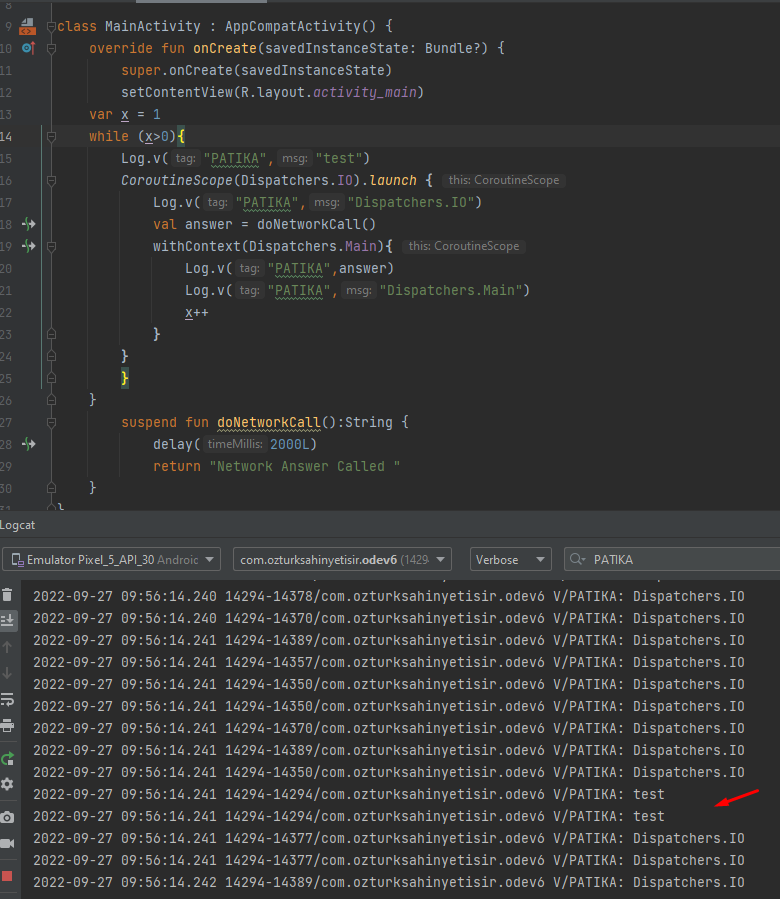 8
9 class MainActivity : AppCompatActivity() {
10 override fun onCreate(savedInstanceState: Bundle?) {
11 super.onCreate(savedInstanceState)
12 setContentView(R.layout.activity_main)
13 var x = 1
14 while (x>0){
15 Log.v( tag: "PATIKA", msg: "test")
16 CoroutineScope(Dispatchers.IO).launch { this: CoroutineScope
17 Log.v( tag: "PATIKA", msg: "Dispatchers.IO")
18 val answer = doNetworkCall()
19 withContext(Dispatchers.Main){ this: CoroutineScope
20 Log.v( tag: "PATIKA",answer)
21 Log.v( tag: "PATIKA", msg: "Dispatchers.Main")
22 x++
23 }
24 }
25 }
26 }
27 suspend fun doNetworkCall():String {
28 delay( timeMillis: 2000L)
29 return "Network Answer Called "
30 }
31 }
Logcat
Emulator Pixel_5_API_30 Android com.ozturksahinyetisir.odev6 (1429 Verbose PATIKA
2022-09-27 09:56:14.240 14294-14378/com.ozturksahinyetisir.odev6 V/PATIKA: Dispatchers.IO
2022-09-27 09:56:14.240 14294-14370/com.ozturksahinyetisir.odev6 V/PATIKA: Dispatchers.IO
2022-09-27 09:56:14.241 14294-14389/com.ozturksahinyetisir.odev6 V/PATIKA: Dispatchers.IO
2022-09-27 09:56:14.241 14294-14357/com.ozturksahinyetisir.odev6 V/PATIKA: Dispatchers.IO
2022-09-27 09:56:14.241 14294-14350/com.ozturksahinyetisir.odev6 V/PATIKA: Dispatchers.IO
2022-09-27 09:56:14.241 14294-14350/com.ozturksahinyetisir.odev6 V/PATIKA: Dispatchers.IO
2022-09-27 09:56:14.241 14294-14370/com.ozturksahinyetisir.odev6 V/PATIKA: Dispatchers.IO
2022-09-27 09:56:14.241 14294-14389/com.ozturksahinyetisir.odev6 V/PATIKA: Dispatchers.IO
2022-09-27 09:56:14.241 14294-14350/com.ozturksahinyetisir.odev6 V/PATIKA: Dispatchers.IO
2022-09-27 09:56:14.241 14294-14294/com.ozturksahinyetisir.odev6 V/PATIKA: test
2022-09-27 09:56:14.241 14294-14294/com.ozturksahinyetisir.odev6 V/PATIKA: test
2022-09-27 09:56:14.241 14294-14377/com.ozturksahinyetisir.odev6 V/PATIKA: Dispatchers.IO
2022-09-27 09:56:14.241 14294-14377/com.ozturksahinyetisir.odev6 V/PATIKA: Dispatchers.IO
2022-09-27 09:56:14.242 14294-14389/com.ozturksahinyetisir.odev6 V/PATIKA: Dispatchers.IO